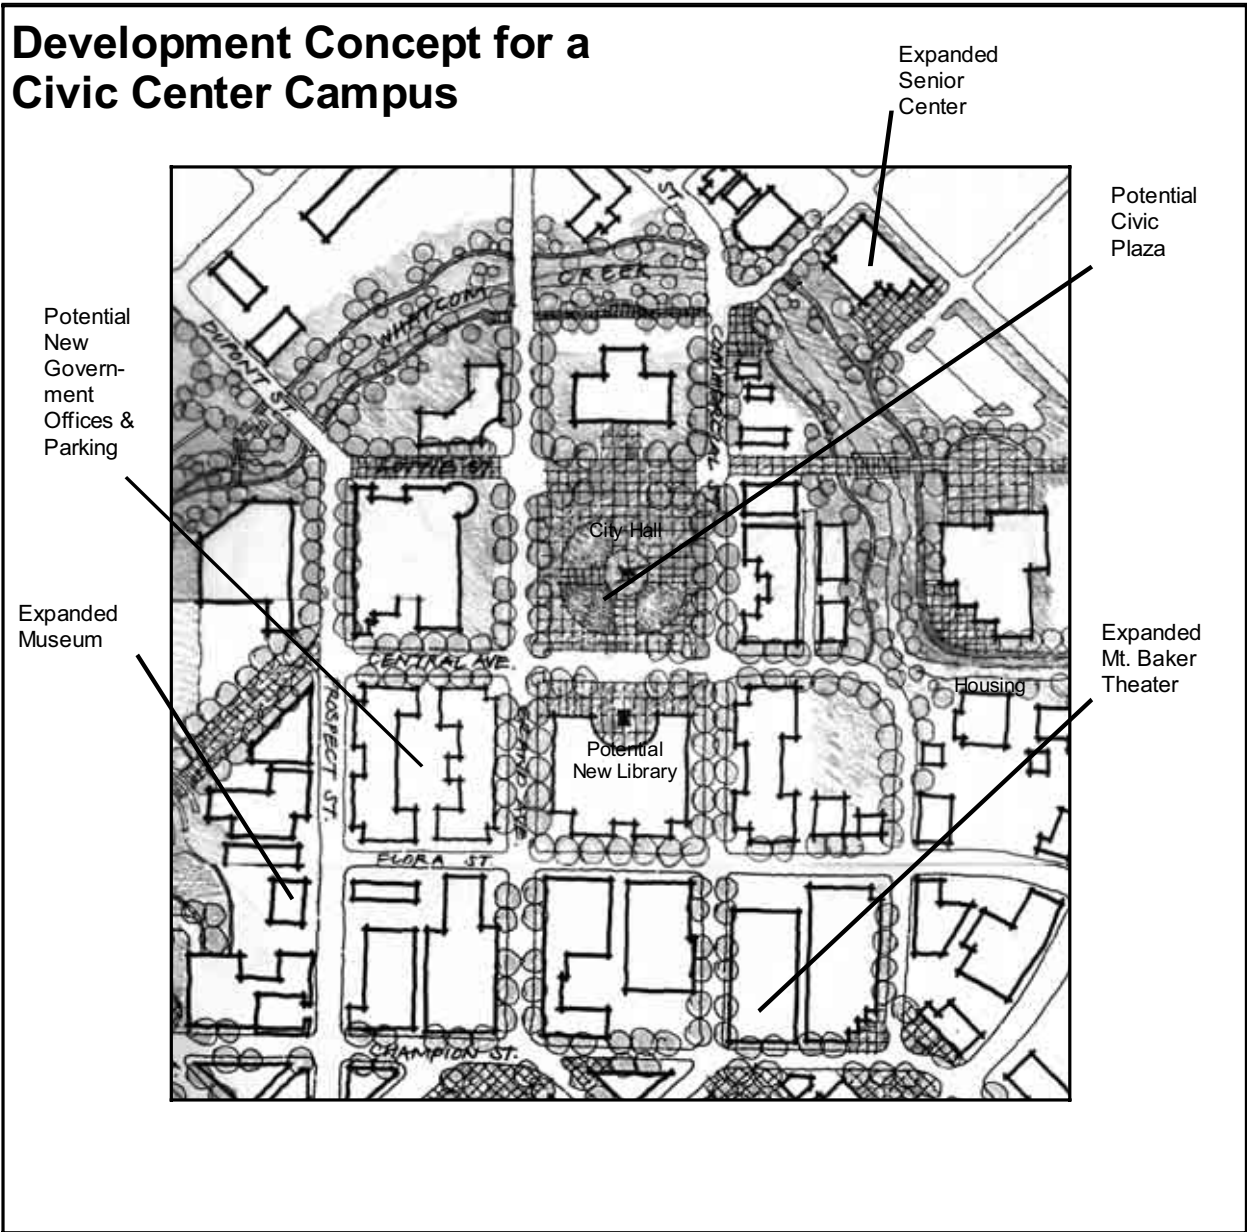 Development Concept for a
Civic Center Campus
Expanded
Senior
Center
Potential
Civic
Plaza
Potential
New
Govern-
ment
Offices &
Parking
Expanded
Museum
Expanded
Mt. Baker
Theater
ST.
WHATCOM
CREEK
DUPONT ST.
COMMERCIAL
LOTTIE ST.
City Hall
CENTRAL AVE.
Housing
PROSPECT ST.
GRAND AVE.
Potential
New Library
FLORA ST.
CHAMPION ST.